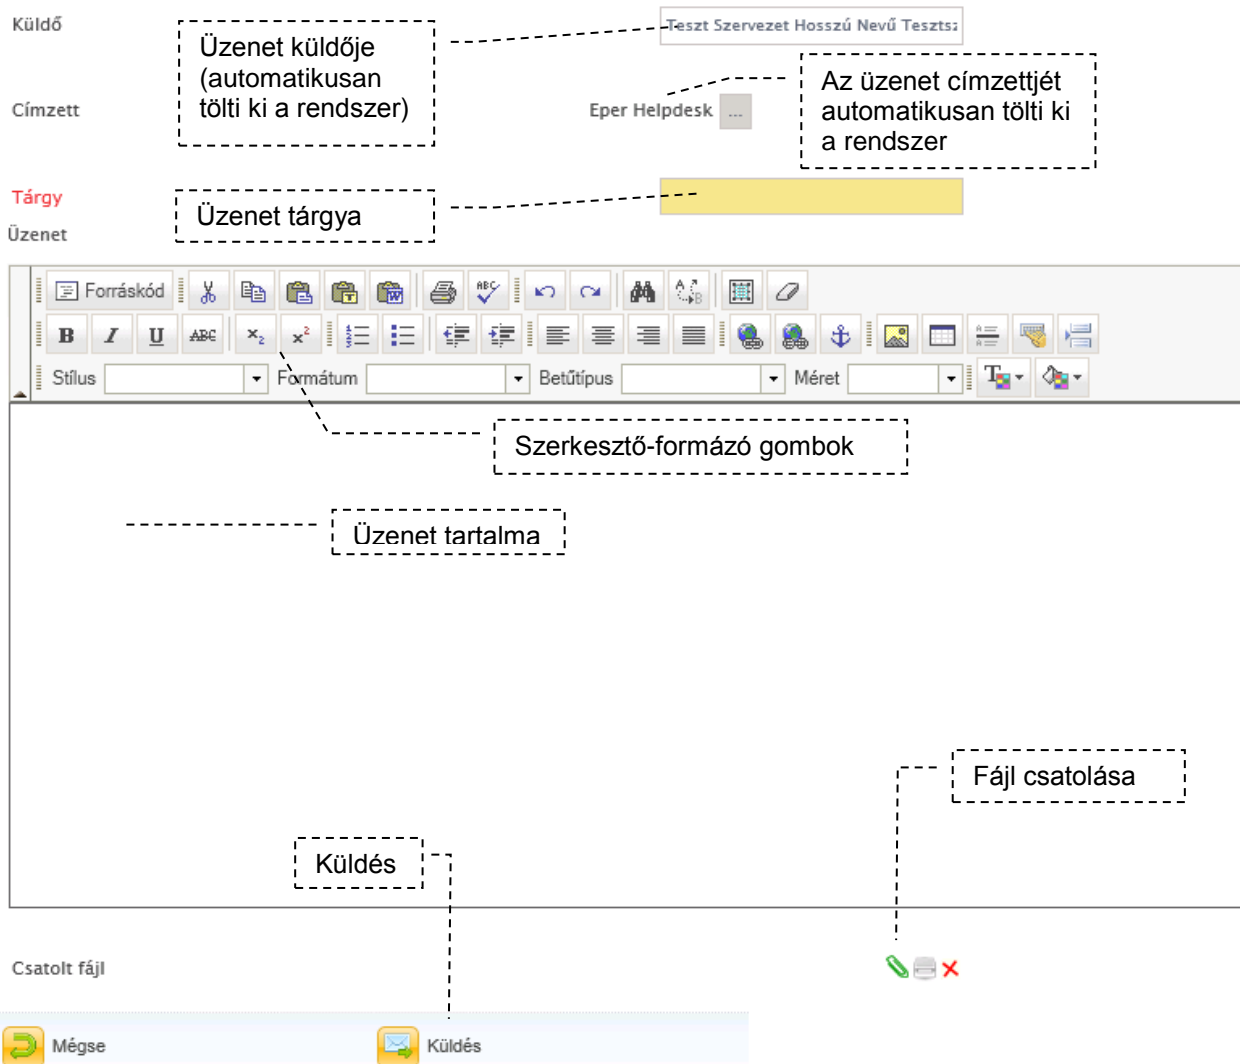 Küldő
Üzenet küldője
(automatikusan
tölti ki a rendszer)
Teszt Szervezet Hosszú Nevű Tesztsz
Címzett
Eper Helpdesk ...
Az üzenet címzettjét
automatikusan tölti ki
a rendszer
Tárgy
Üzenet tárgya
Üzenet
Forráskód
Stílus
Formátum
Betűtípus
Méret
Szerkesztő-formázó gombok
Üzenet tartalma
Fájl csatolása
Küldés
Csatolt fájl
Mégse
Küldés